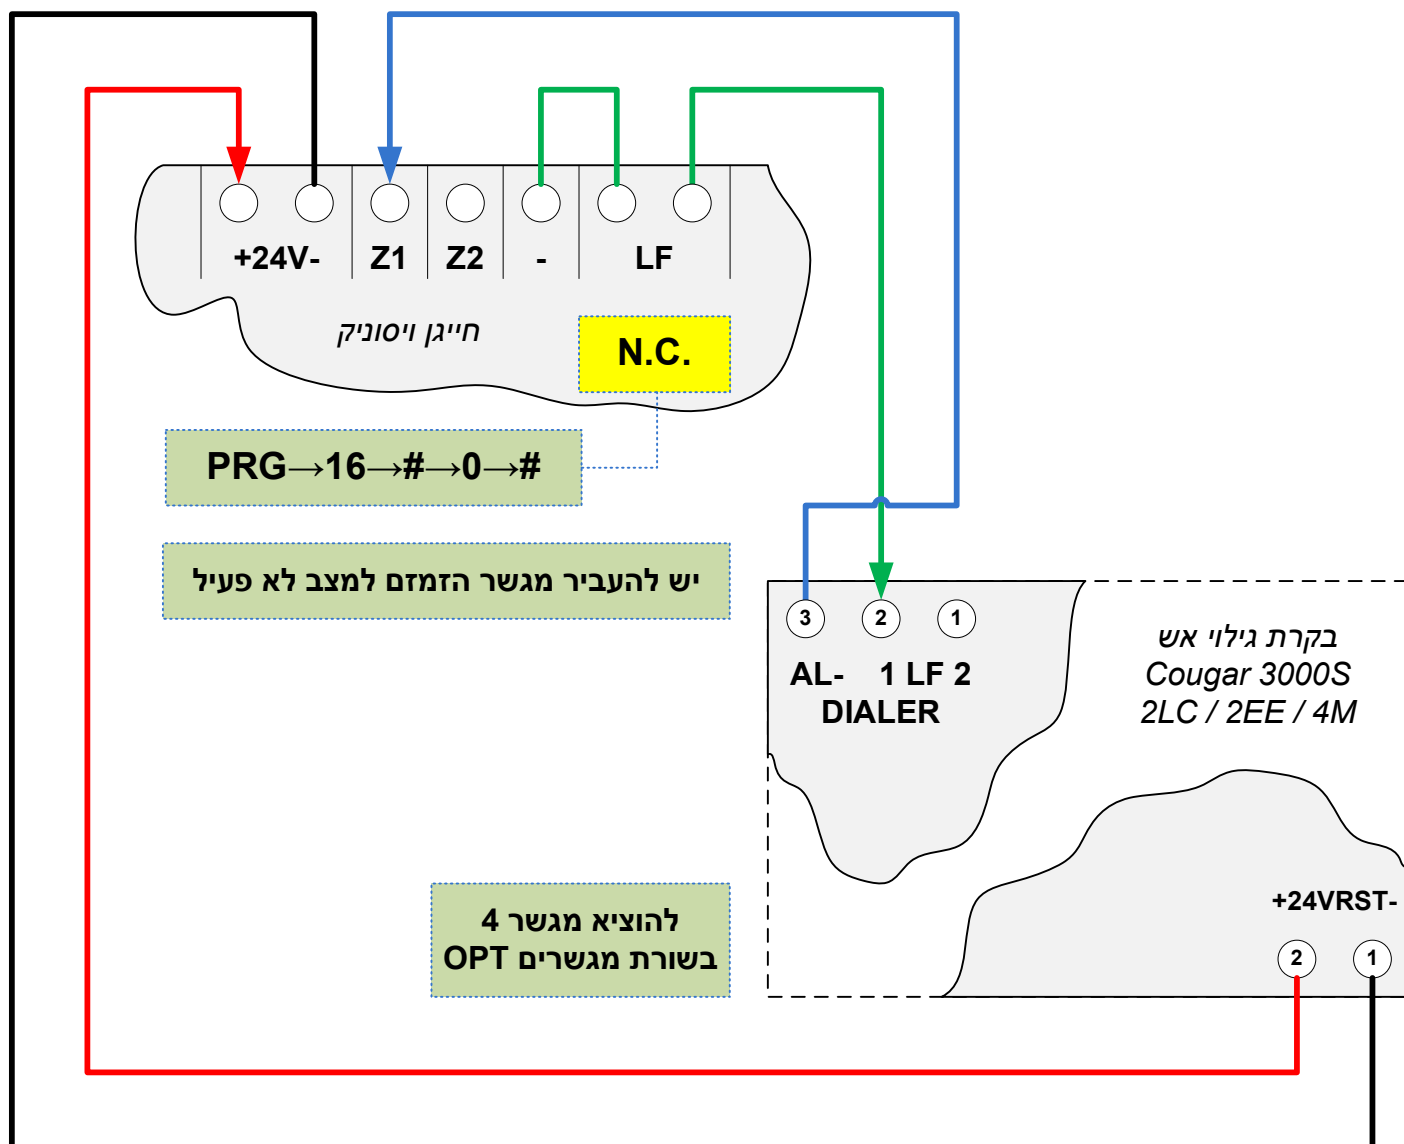 +24V-
Z1
Z2
-
LF
חייגן ויסוניק
N.C.
PRG→16→#→0→#
יש להעביר מגשר הזמזם למצב לא פעיל
3
2
1
AL-
1 LF 2
DIALER
בקרת גילוי אש
Cougar 3000S
2LC / 2EE / 4M
להוציא מגשר 4
בשורת מגשרים OPT
+24VRST-
2
1